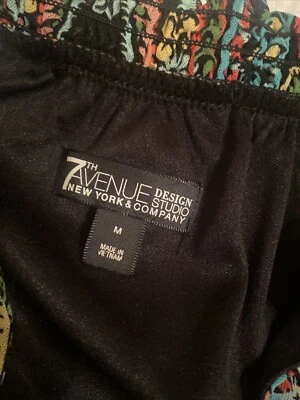 7TH AVENUE DESIGN STUDIO
NEW YORK & COMPANY
M
MADE IN
VIETNAM